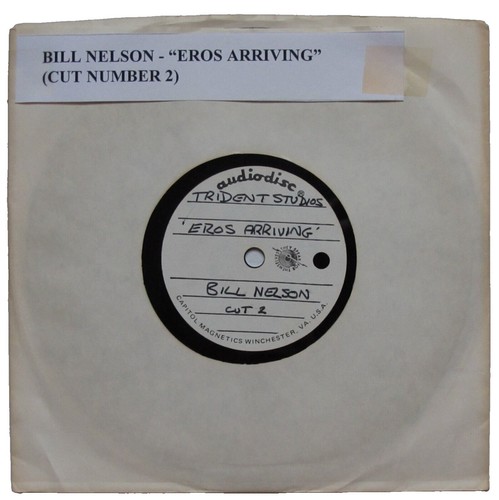 BILL NELSON - “EROS ARRIVING”
(CUT NUMBER 2)
audiodisc®
TRIDENT STUDIOS
'EROS ARRIVING'
BILL NELSON
CUT 2
CAPITOL MAGNETICS WINCHESTER, VA. U.S.A.